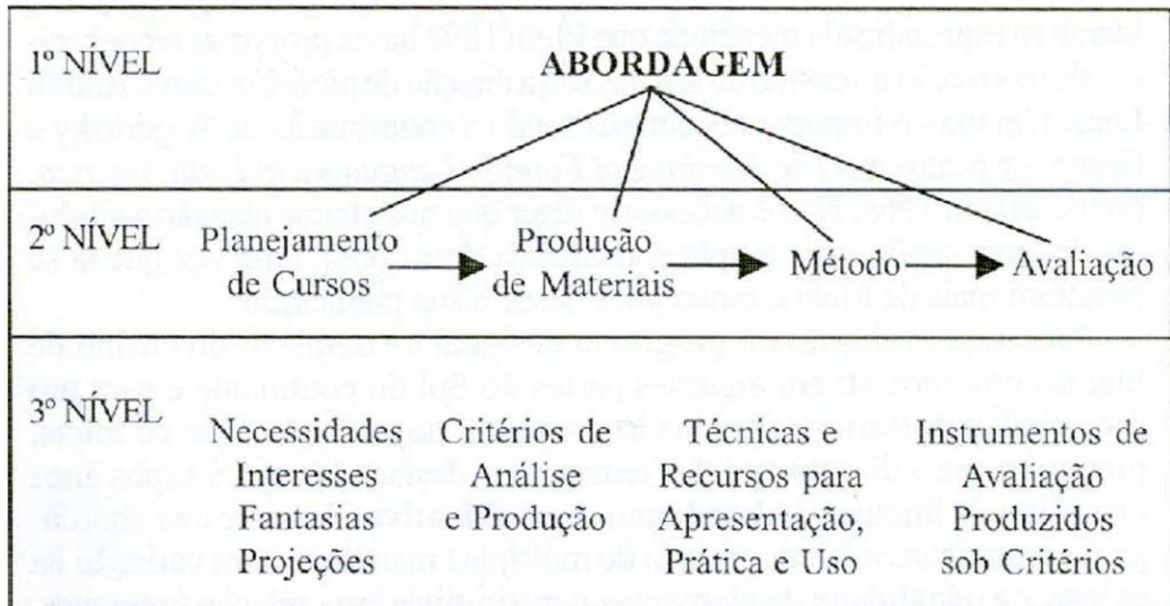 1º NÍVEL
ABORDAGEM
2º NÍVEL
Planejamento
de Cursos
Produção
de Materiais
Método
Avaliação
3º NÍVEL
Necessidades
Interesses
Fantasias
Projeções
Critérios de
Análise
e Produção
Técnicas e
Recursos para
Apresentação,
Prática e Uso
Instrumentos de
Avaliação
Produzidos
sob Critérios